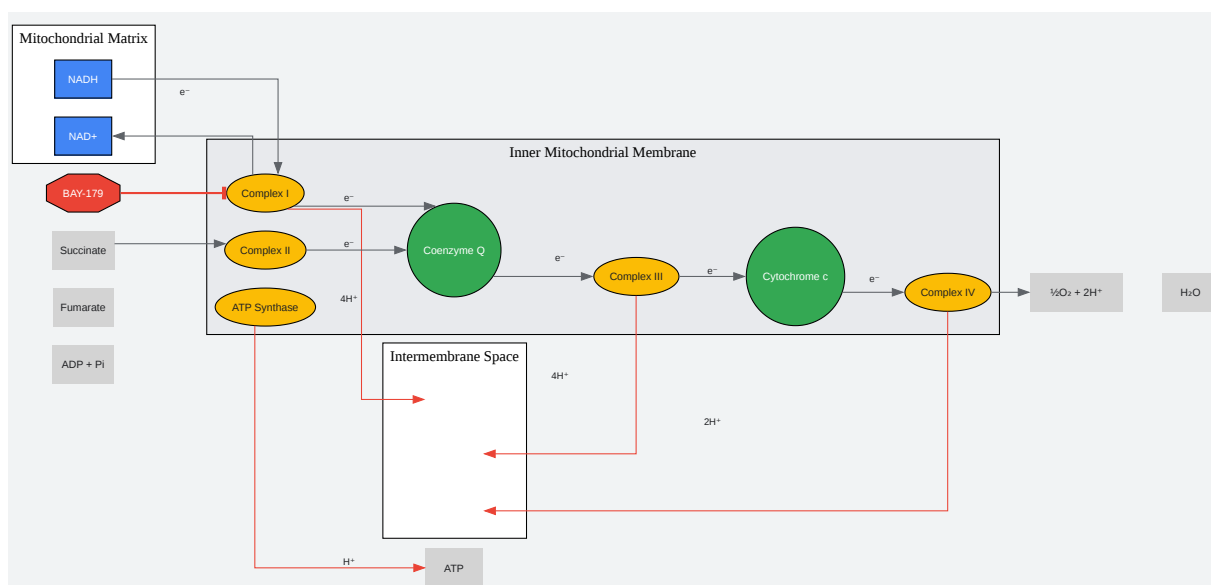 Mitochondrial Matrix
NADH
e⁻
NAD+
Inner Mitochondrial Membrane
BAY-179
Complex I
e⁻
Succinate
Complex II
e⁻
Coenzyme Q
e⁻
Complex III
e⁻
Cytochrome c
e⁻
Complex IV
½O₂ + 2H⁺
H₂O
Fumarate
ATP Synthase
4H⁺
ADP + Pi
Intermembrane Space
4H⁺
2H⁺
H⁺
ATP